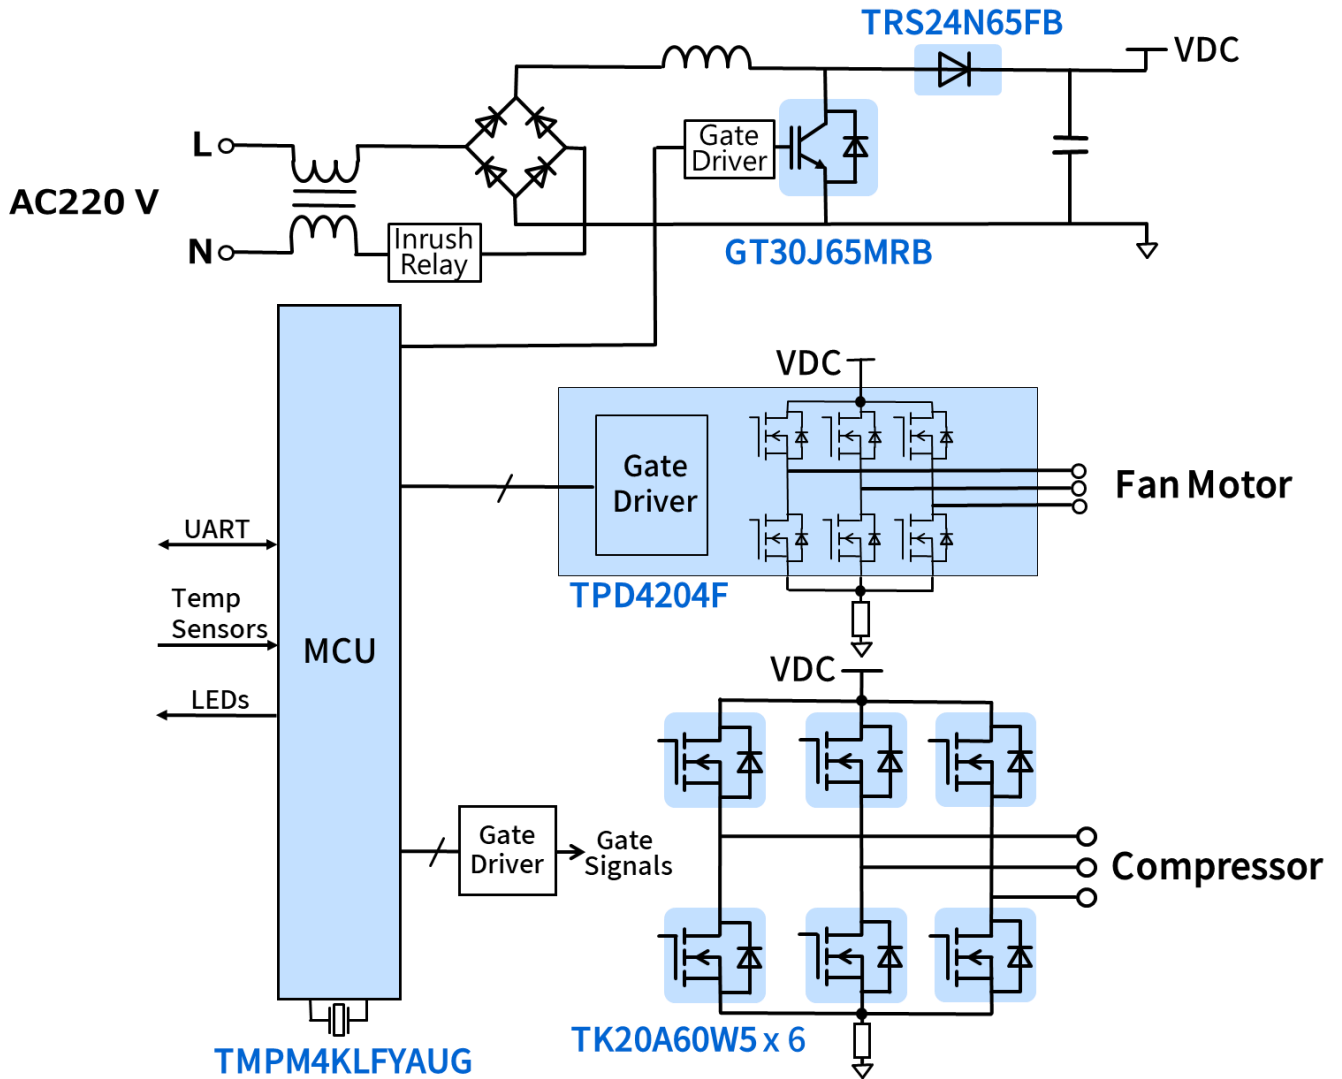 TRS24N65FB
VDC
L
Gate
Driver
AC220 V
N
Inrush
Relay
GT30J65MRB
VDC
Gate
Driver
Fan Motor
UART
TPD4204F
Temp
Sensors
MCU
VDC
LEDs
Gate
Driver
Gate
Signals
Compressor
TK20A60W5 x 6
TMPM4KLFYAUG